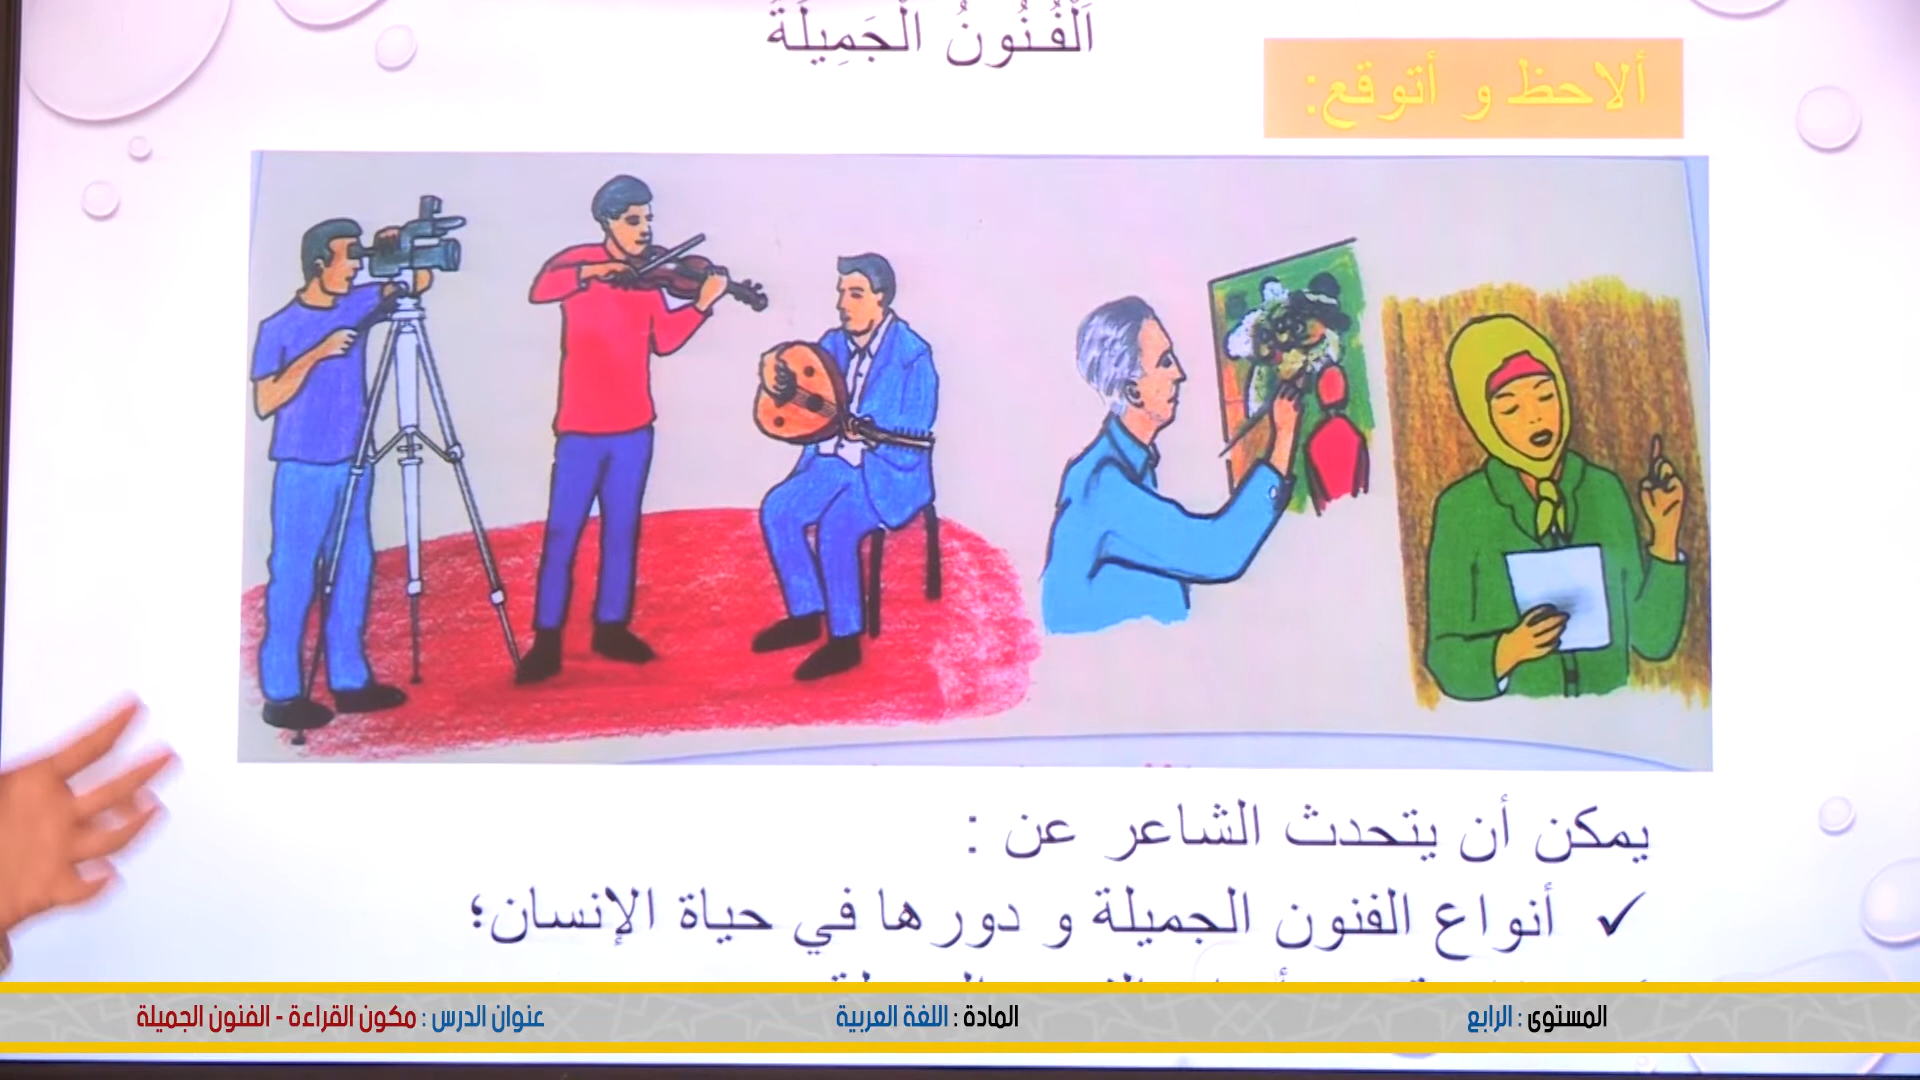 اَلْفُنُونُ الْجَمِيلَةُ
ألاحظ و أتوقع:
يمكن أن يتحدث الشاعر عن :
✓ أنواع الفنون الجميلة و دورها في حياة الإنسان؛
المستوى : الرابع
المادة : اللغة العربية
عنوان الدرس : مكون القراءة - الفنون الجميلة